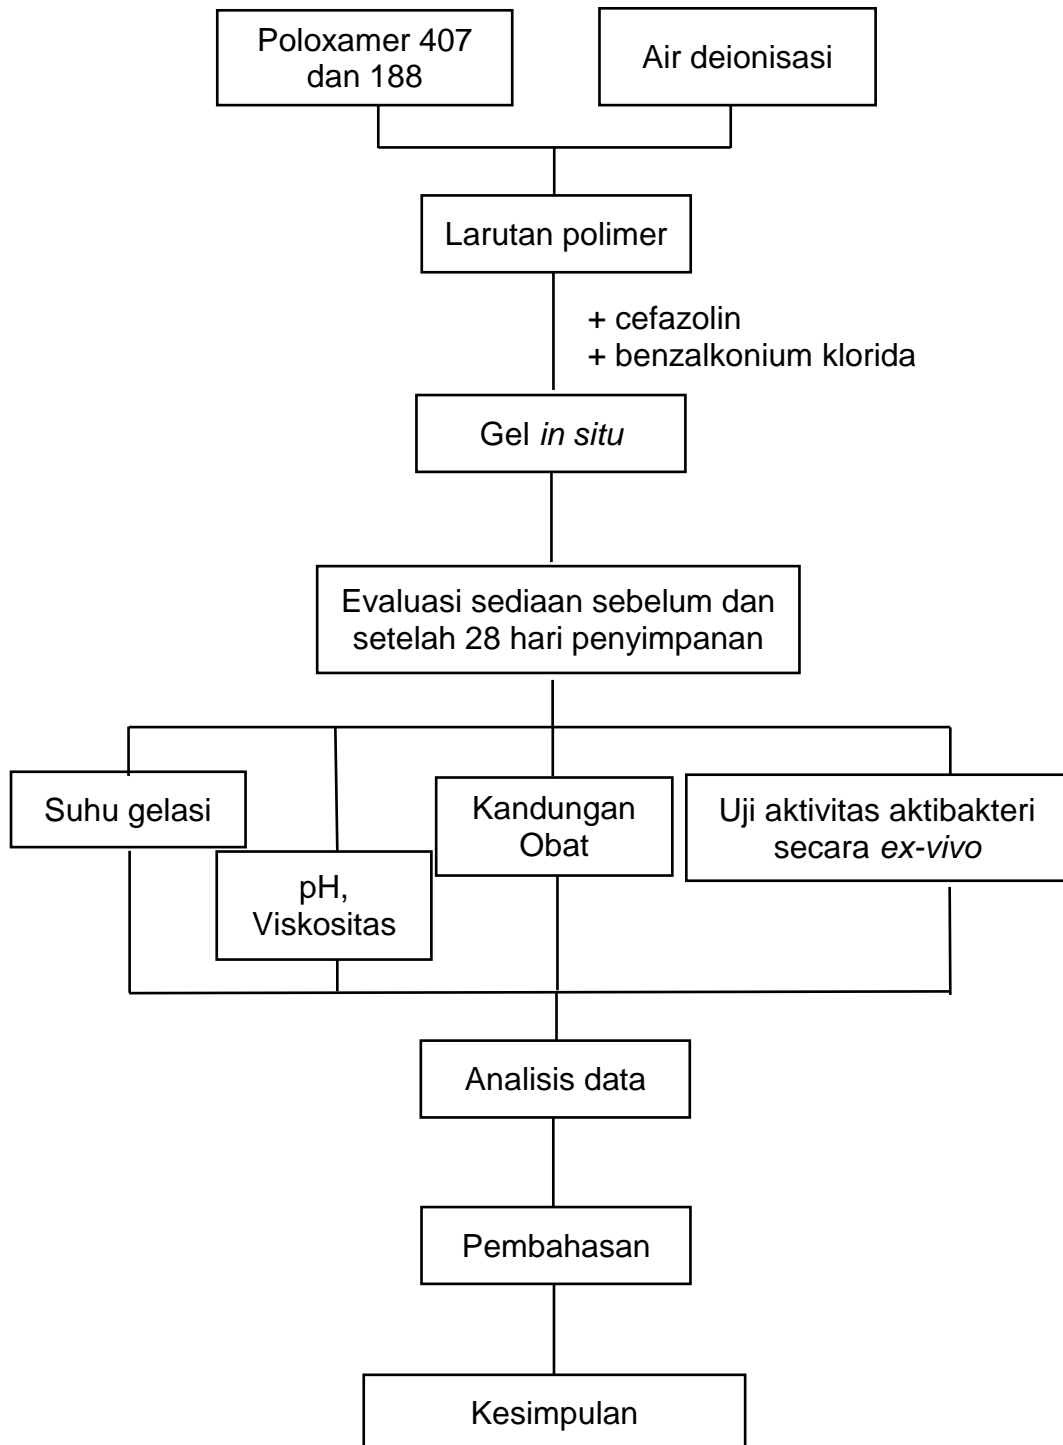 Poloxamer 407
dan 188
Air deionisasi
Larutan polimer
+ cefazolin
+ benzalkonium klorida
Gel in situ
Evaluasi sediaan sebelum dan
setelah 28 hari penyimpanan
Suhu gelasi
pH,
Viskositas
Kandungan
Obat
Uji aktivitas aktibakteri
secara ex-vivo
Analisis data
Pembahasan
Kesimpulan